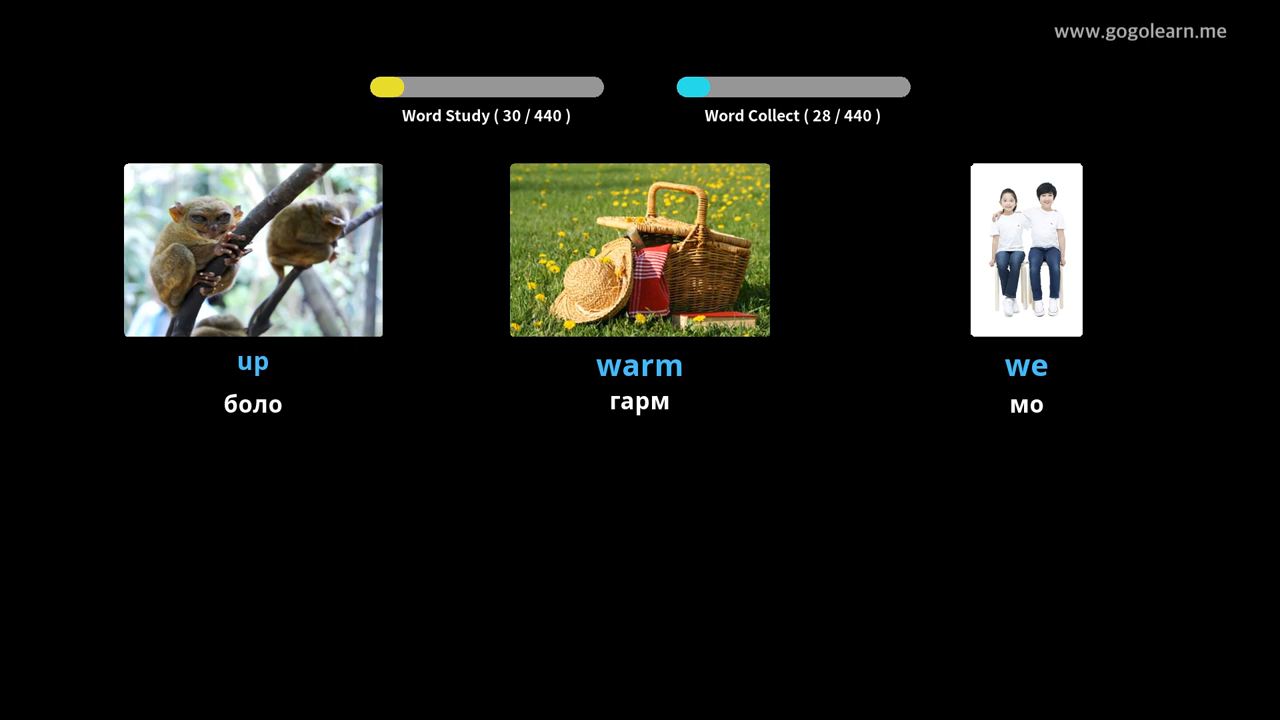 www.gogolearn.me
Word Study ( 30 / 440 )
Word Collect ( 28 / 440 )
up
warm
we
боло
гарм
мо